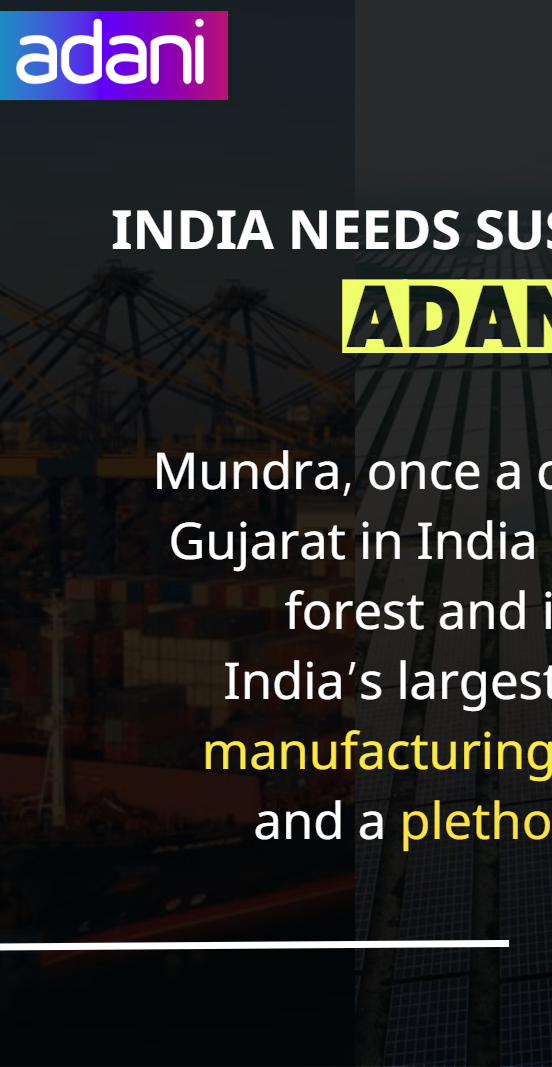 adani
INDIA NEEDS SUS
ADAN
Mundra, once a
Gujarat in India
forest and i
India’s largest
manufacturing
and a pletho